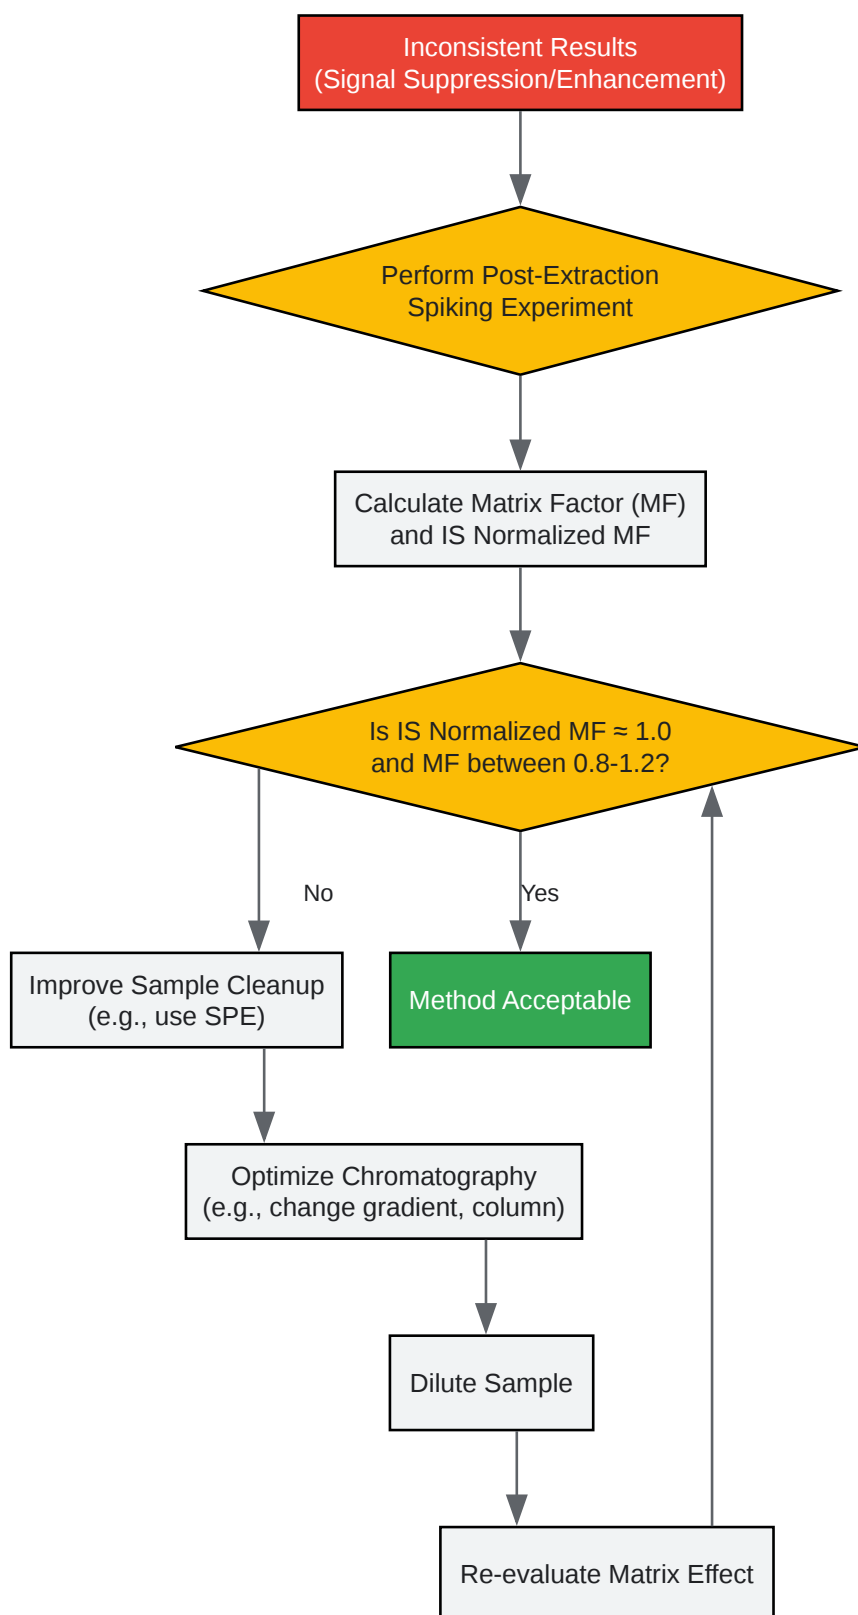 Inconsistent Results
(Signal Suppression/Enhancement)
Perform Post-Extraction
Spiking Experiment
Calculate Matrix Factor (MF)
and IS Normalized MF
Is IS Normalized MF ≈ 1.0
and MF between 0.8-1.2?
No
Yes
Improve Sample Cleanup
(e.g., use SPE)
Method Acceptable
Optimize Chromatography
(e.g., change gradient, column)
Dilute Sample
Re-evaluate Matrix Effect